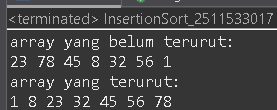 <terminated> InsertionSort_2511533017
array yang belum terurut:
23 78 45 8 32 56 1
array yang terurut:
1 8 23 32 45 56 78